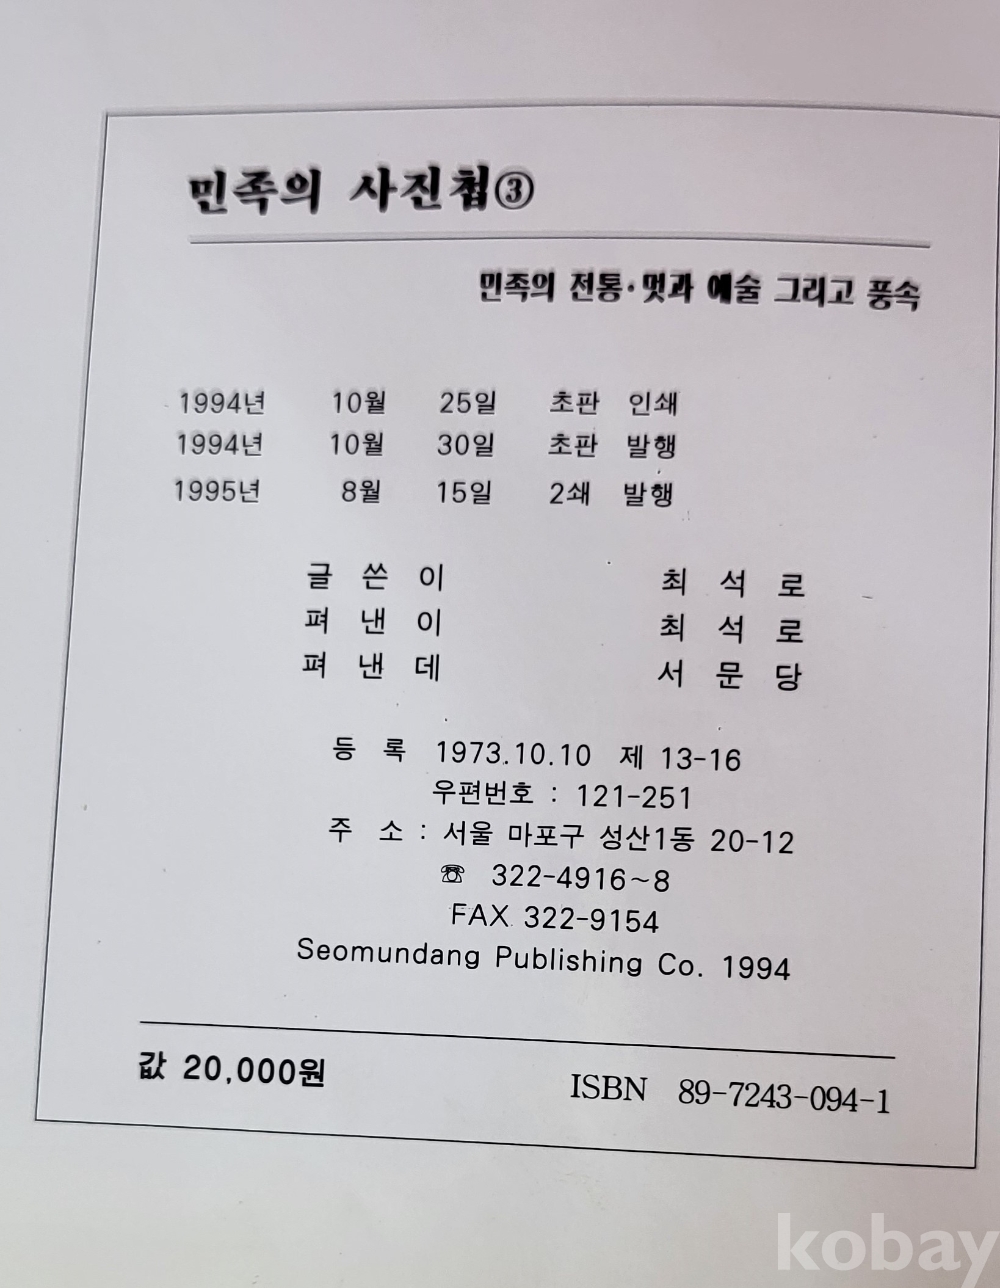 민족의 사진첩③
민족의 전통·멋과 예술 그리고 풍속
1994년 10월 25일 초판 인쇄
1994년 10월 30일 초판 발행
1995년 8월 15일 2쇄 발행
글 쓴 이 최 석 로
펴 낸 이 최 석 로
펴 낸 데 서 문 당
등 록 1973.10.10 제 13-16
우편번호 : 121-251
주 소 : 서울 마포구 성산1동 20-12
☏ 322-4916~8
FAX 322-9154
Seomundang Publishing Co. 1994
값 20,000원
ISBN 89-7243-094-1
kobay